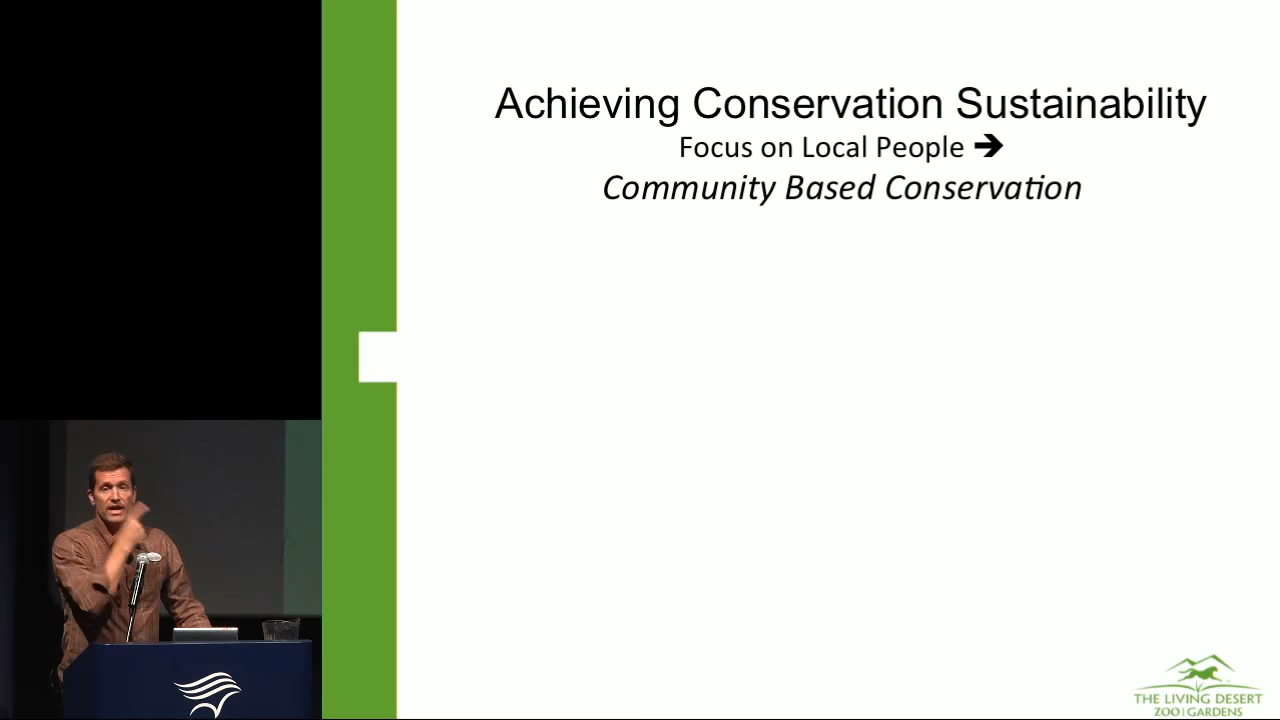 Achieving Conservation Sustainability
Focus on Local People ➔
Community Based Conservation
THE LIVING DESERT
ZOO | GARDENS